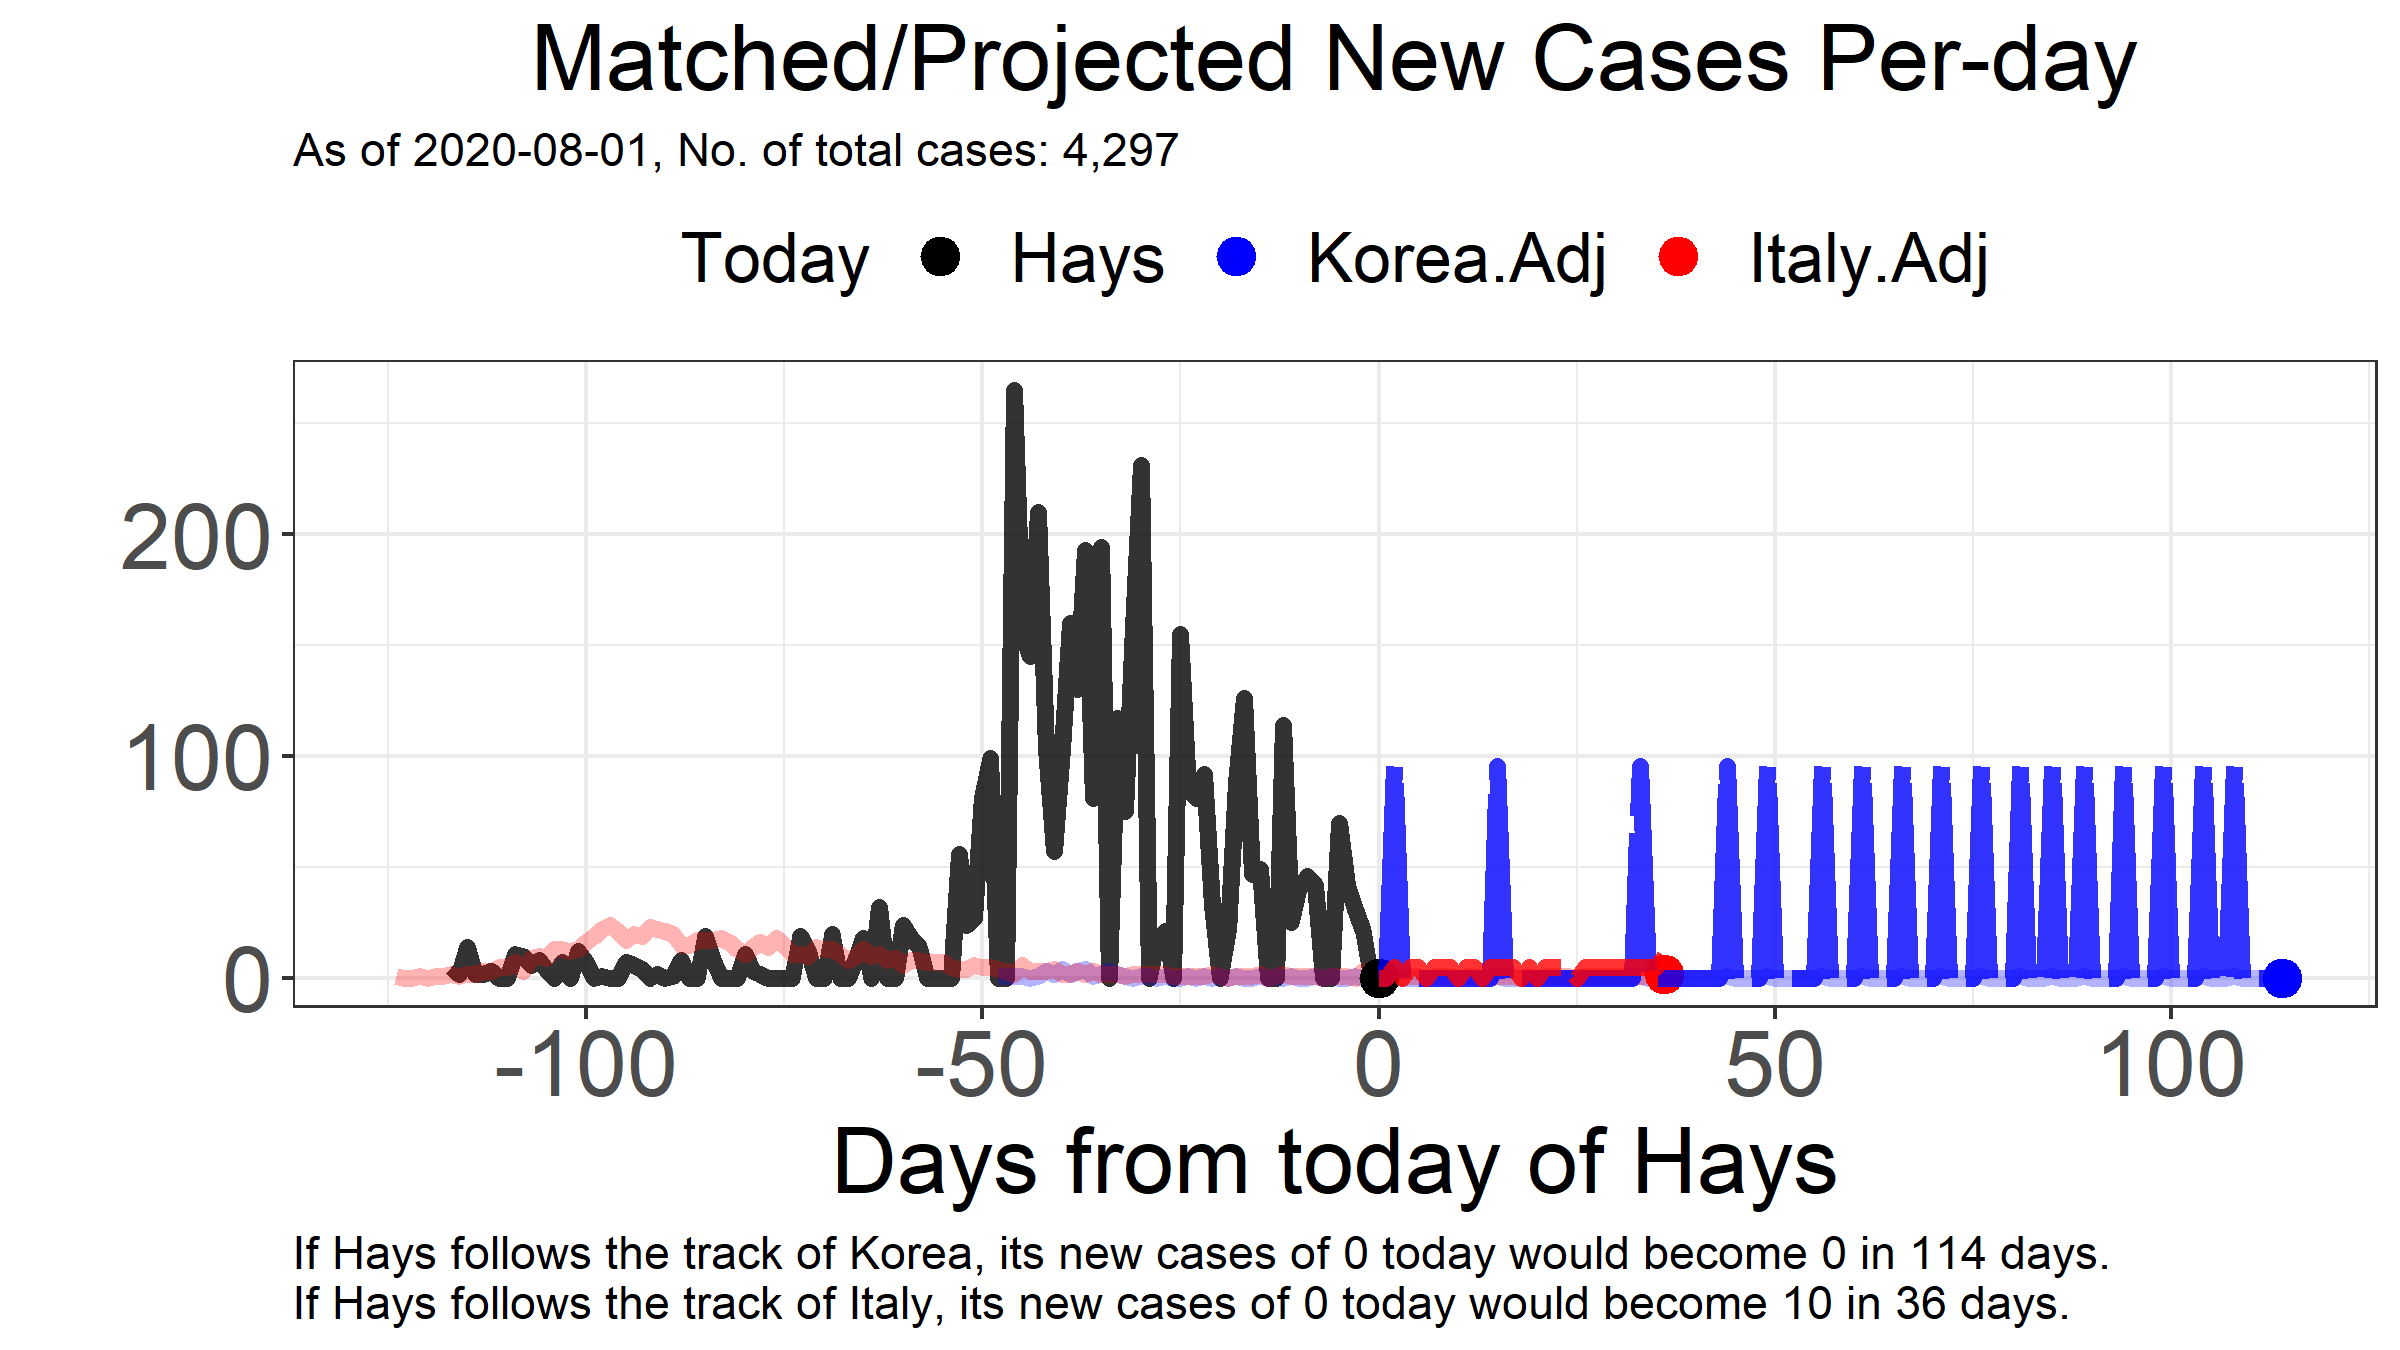 Matched/Projected New Cases Per-day
As of 2020-08-01, No. of total cases: 4,297
Today Hays Korea.Adj Italy.Adj
200
100
0
-100 -50 0 50 100
Days from today of Hays
If Hays follows the track of Korea, its new cases of 0 today would become 0 in 114 days.
If Hays follows the track of Italy, its new cases of 0 today would become 10 in 36 days.